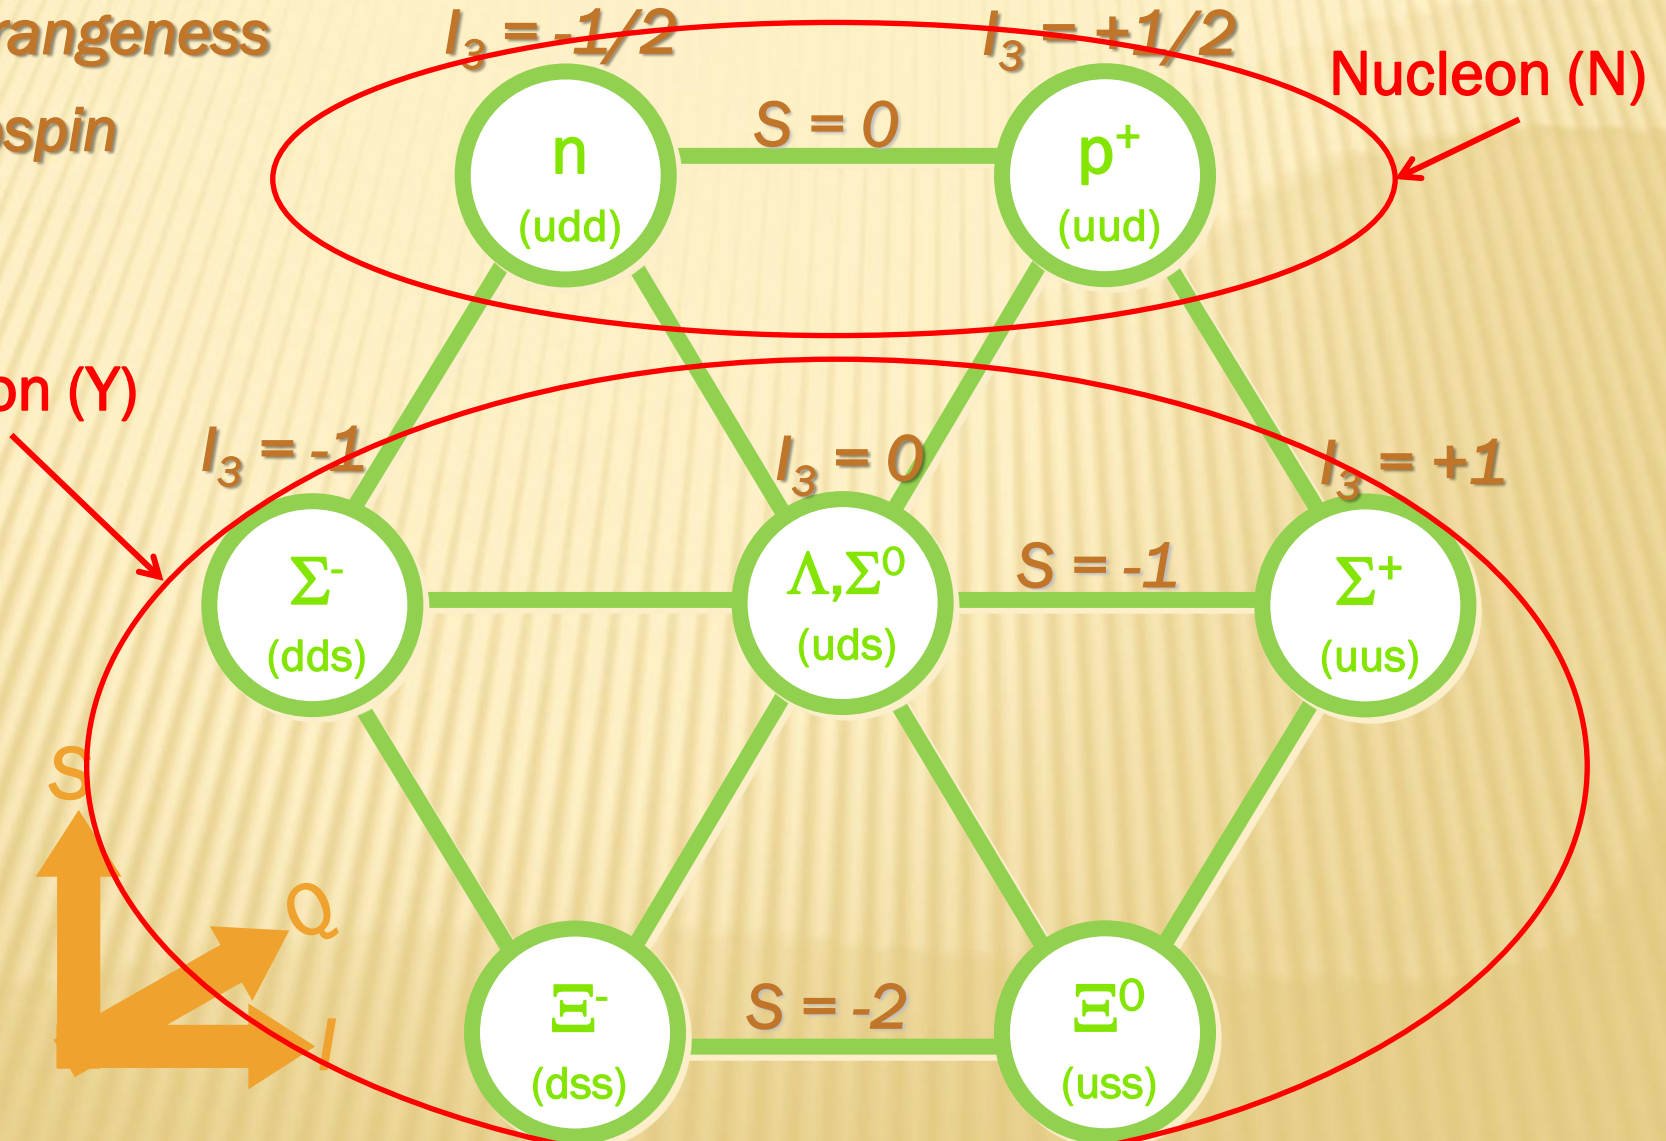 rangeness
I₃ = -1/2
I₃ = +1/2
Nucleon (N)
spin
S = 0
n
(udd)
p⁺
(uud)
on (Y)
I₃ = -1
I₃ = 0
I₃ = +1
Σ⁻
(dds)
Λ,Σ⁰
(uds)
S = -1
Σ⁺
(uus)
S
Q
I
Ξ⁻
(dss)
S = -2
Ξ⁰
(uss)